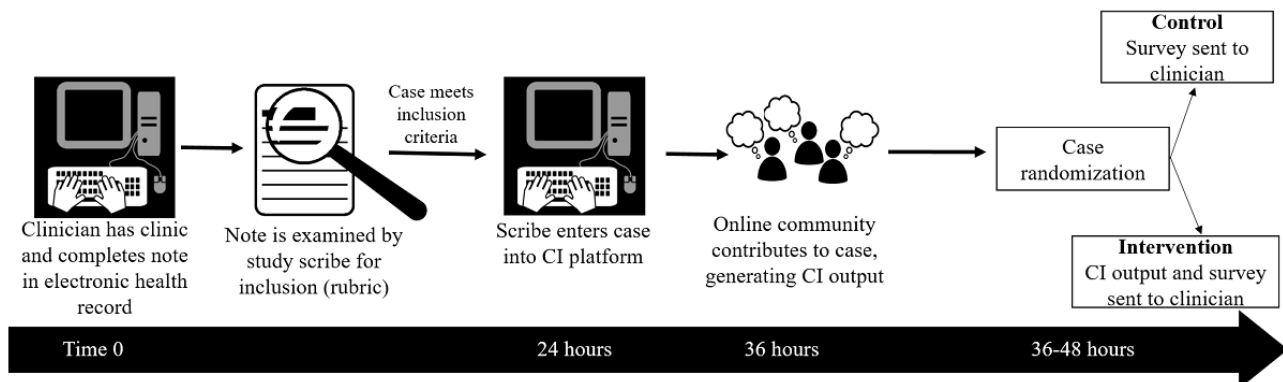 Clinician has clinic
and completes note
in electronic health
record
Note is examined by
study scribe for
inclusion (rubric)
Case meets
inclusion
criteria
Scribe enters case
into CI platform
Online community
contributes to case,
generating CI output
Case
randomization
Control
Survey sent to
clinician
Intervention
CI output and survey
sent to clinician
Time 0
24 hours
36 hours
36-48 hours